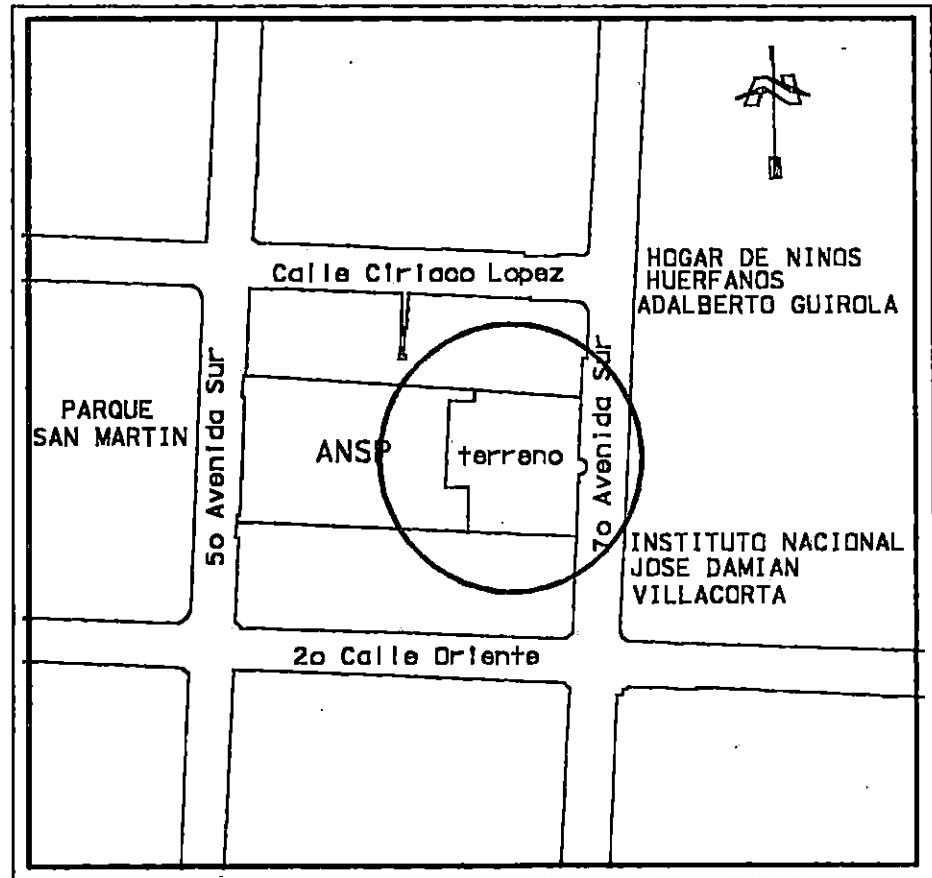 HOGAR DE NINOS
HUERFANOS
ADALBERTO GUIROLA
Calle Ciriaco Lopez
PARQUE
SAN MARTIN
5o Avenida Sur
ANSP
terreno
7o Avenida Sur
INSTITUTO NACIONAL
JOSE DAMIAN
VILLACORTA
2o Calle Oriente